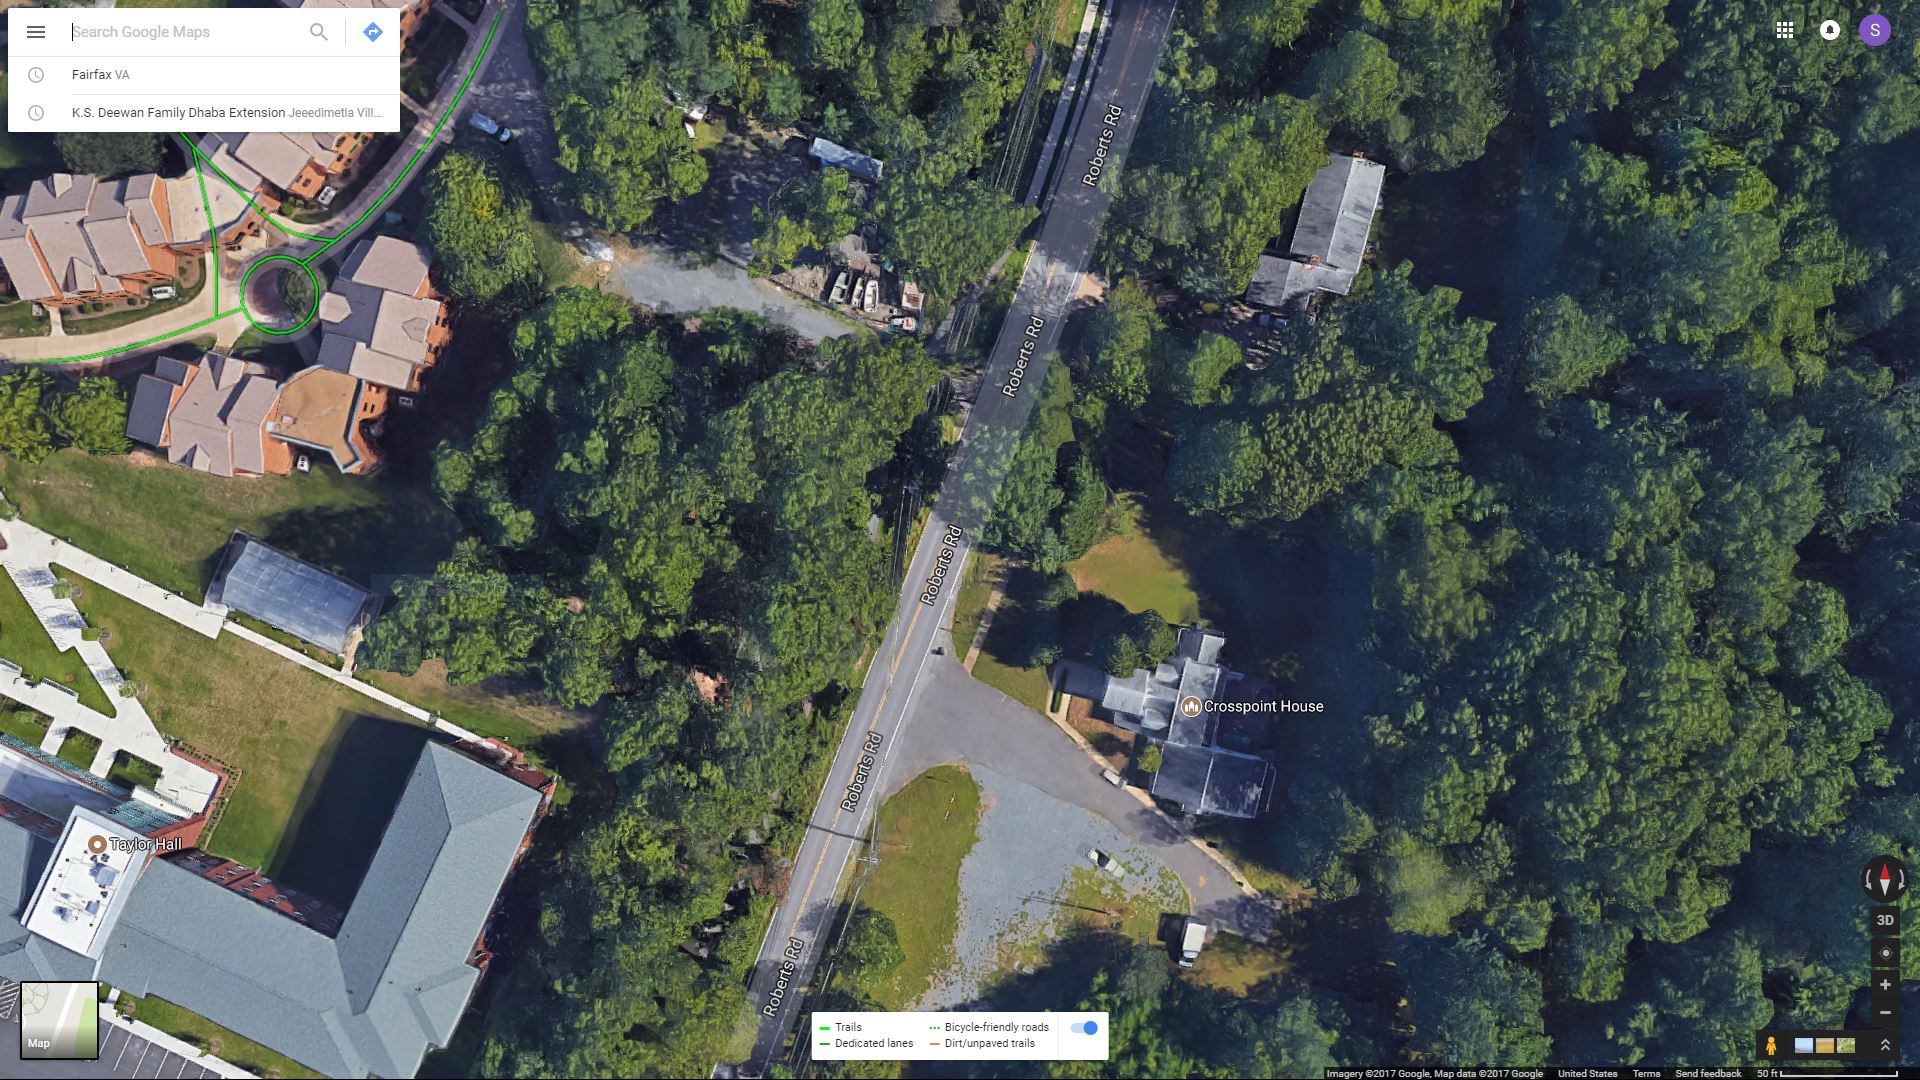 Search Google Maps
Fairfax VA
K.S. Deewan Family Dhaba Extension Jeeedimetla Vill...
S
Roberts Rd
Roberts Rd
Roberts Rd
Crosspoint House
Roberts Rd
Taylor Hall
3D
Roberts Rd
Map
Trails
Bicycle-friendly roads
Dedicated lanes
Dirt/unpaved trails
Imagery ©2017 Google, Map data ©2017 Google United States Terms Send feedback 50 ft